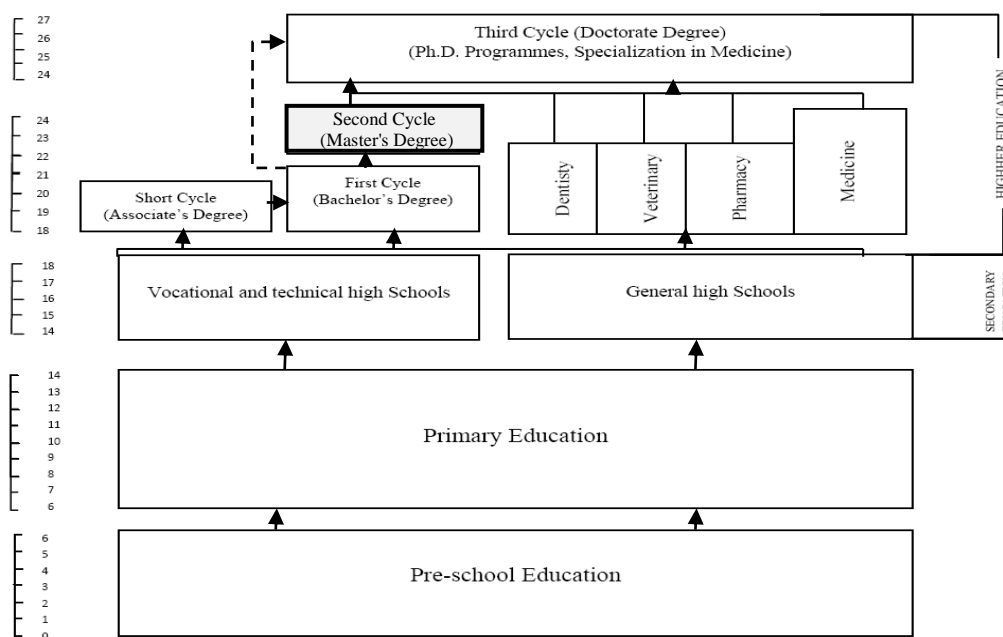 27
26
25
24
Third Cycle (Doctorate Degree)
(Ph.D. Programmes, Specialization in Medicine)
24
23
22
21
20
19
18
Second Cycle
(Master's Degree)
First Cycle
(Bachelor’s Degree)
Short Cycle
(Associate’s Degree)
Dentisty
Veterinary
Pharmacy
Medicine
HIGHHER EDUCATION
18
17
16
15
14
Vocational and technical high Schools
General high Schools
SECONDARY
14
13
12
11
10
9
8
7
6
Primary Education
6
5
4
3
2
1
0
Pre-school Education